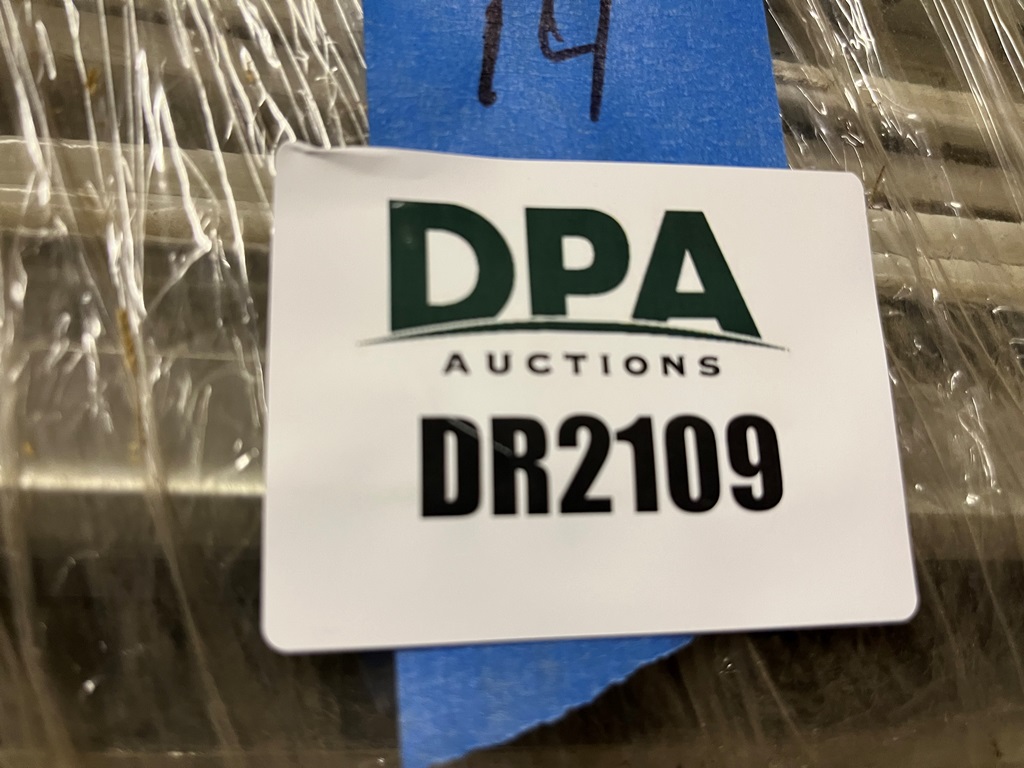 14
DPA
AUCTIONS
DR2109